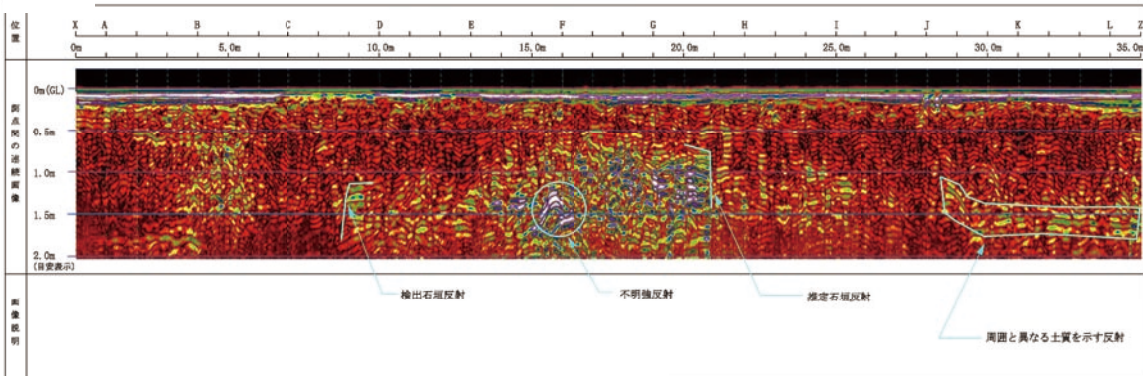 位置
X A B C D E F G H I J K L Z
0m 5.0m 10.0m 15.0m 20.0m 25.0m 30.0m 35.0m
測点間の連続画像
0m(GL)
0.5m
1.0m
1.5m
2.0m
(目安表示)
画像説明
検出石垣反射
不明強反射
推定石垣反射
周囲と異なる土質を示す反射